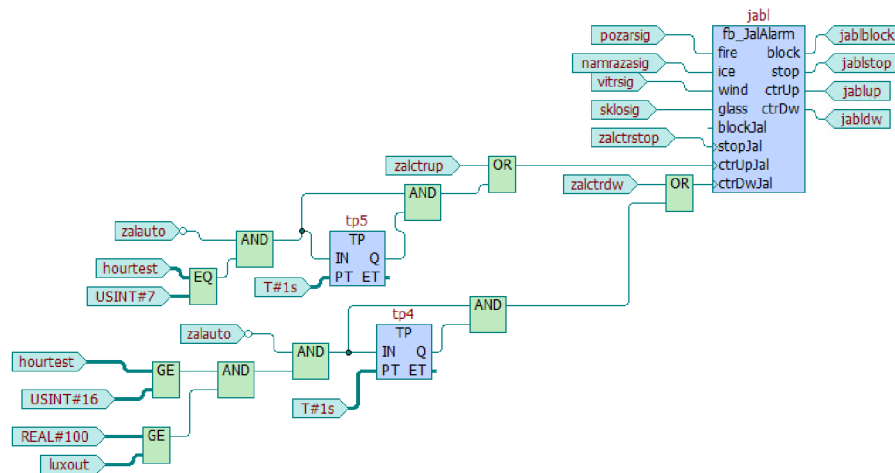 jabl
fb_JalAlarm
pozarsig
fire block
jablblock
namrazasig
ice stop
jablstop
vitrsig
wind ctrUp
jablup
sklosig
glass ctrDw
jabldw
blockJal
zalctrstop
stopJal
zalctrup
OR
ctrUpJal
zalctrdw
OR
ctrDwJal
AND
tp5
zalauto
AND
TP
IN Q
hourtest
EQ
PT ET
USINT#7
T#1s
AND
tp4
zalauto
TP
AND
IN Q
hourtest
GE
AND
PT ET
USINT#16
T#1s
REAL#100
GE
luxout